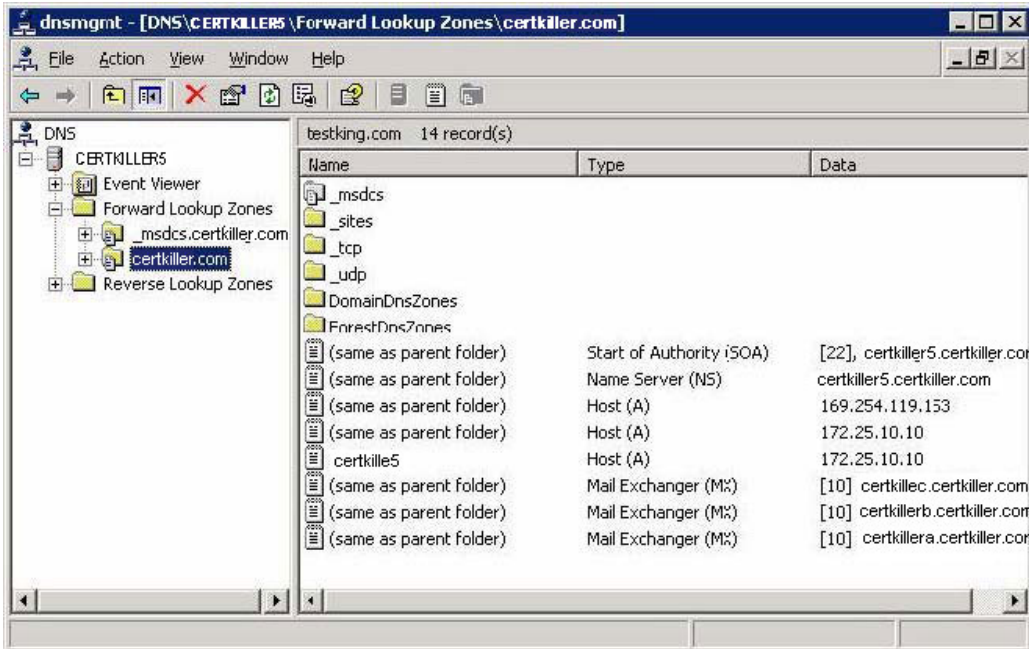 dnsmgmt - [DNS\CERTKILLER5\Forward Lookup Zones\certkiller.com]
File Action View Window Help
DNS
CERTKILLER5
Event Viewer
Forward Lookup Zones
_msdcs.certkiller.com
certkiller.com
Reverse Lookup Zones
testking.com 14 record(s)
Name Type Data
_msdcs
_sites
_tcp
_udp
DomainDnsZones
ForestDnsZones
(same as parent folder) Start of Authority (SOA) [22], certkiller5.certkiller.cor
(same as parent folder) Name Server (NS) certkiller5.certkiller.com
(same as parent folder) Host (A) 169.254.119.153
(same as parent folder) Host (A) 172.25.10.10
certkille5 Host (A) 172.25.10.10
(same as parent folder) Mail Exchanger (MX) [10] certkillec.certkiller.com
(same as parent folder) Mail Exchanger (MX) [10] certkillerb.certkiller.com
(same as parent folder) Mail Exchanger (MX) [10] certkillera.certkiller.cor